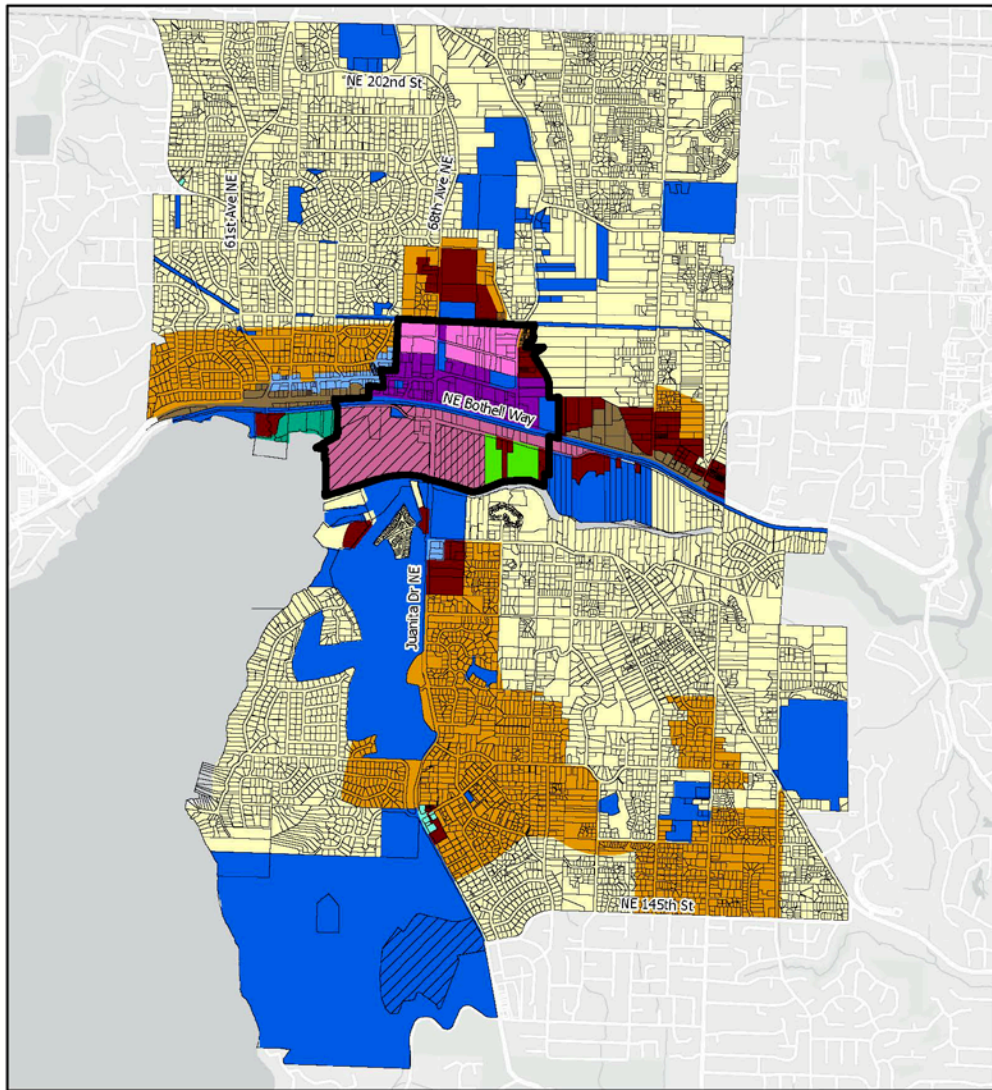 NE 202nd St
61st Ave NE
68th Ave NE
NE Bothell Way
Juanita Dr NE
NE 145th St